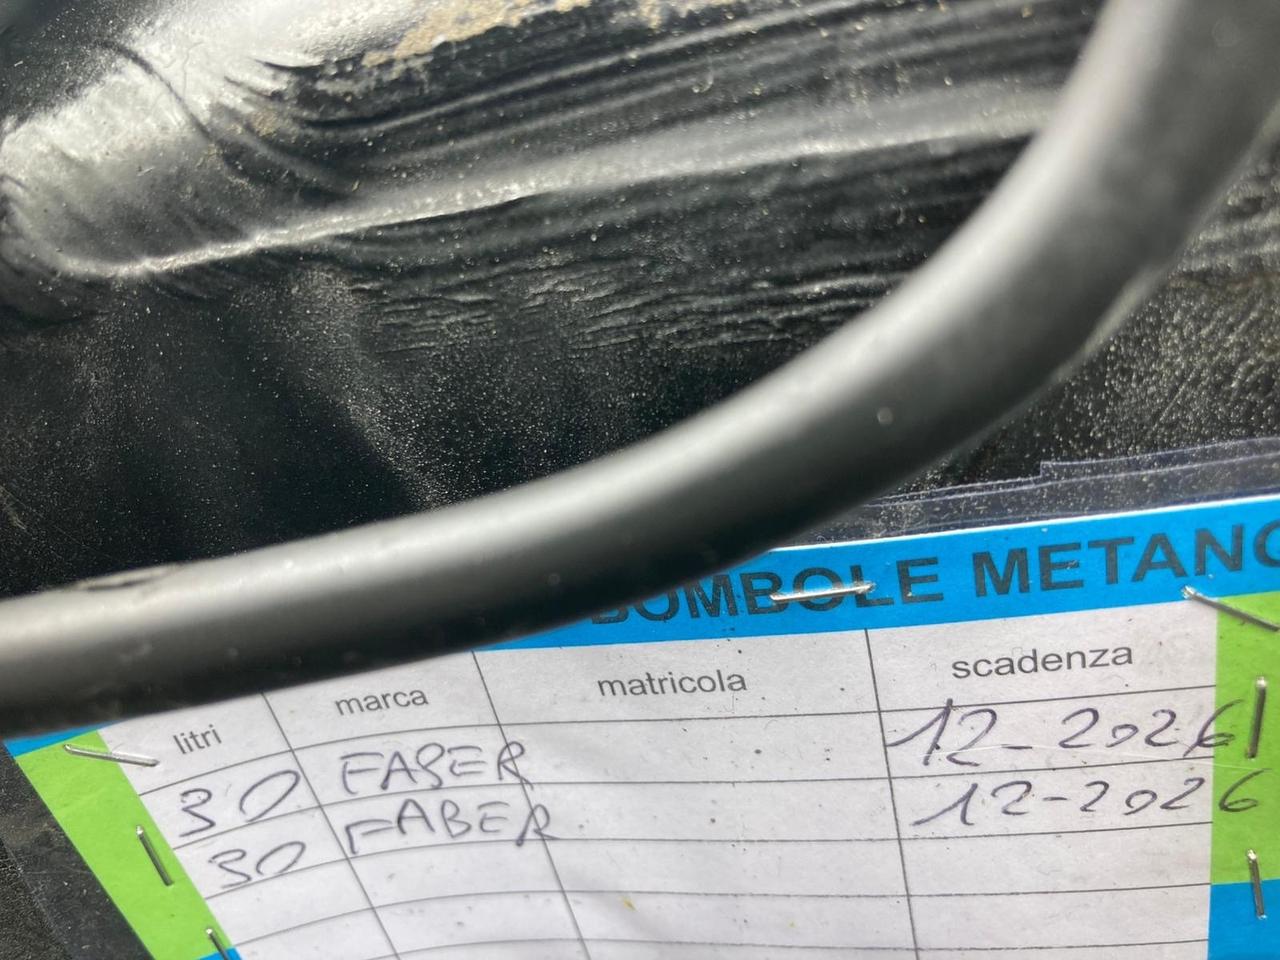 BOMBOLE METANO
litri marca matricola scadenza
30 FABER 12-2026
30 FABER 12-2026